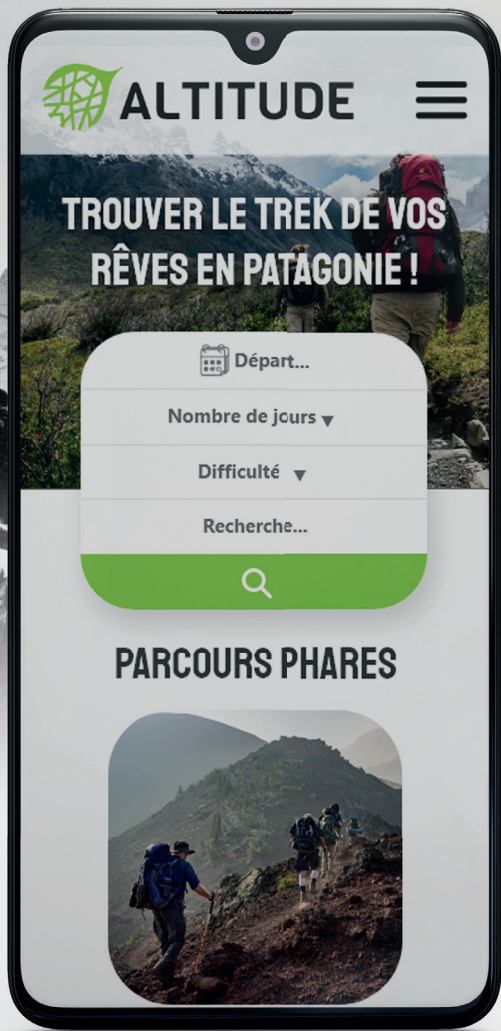 ALTITUDE
TROUVER LE TREK DE VOS
RÊVES EN PATAGONIE !
Départ...
Nombre de jours
Difficulté
Recherche...
PARCOURS PHARES